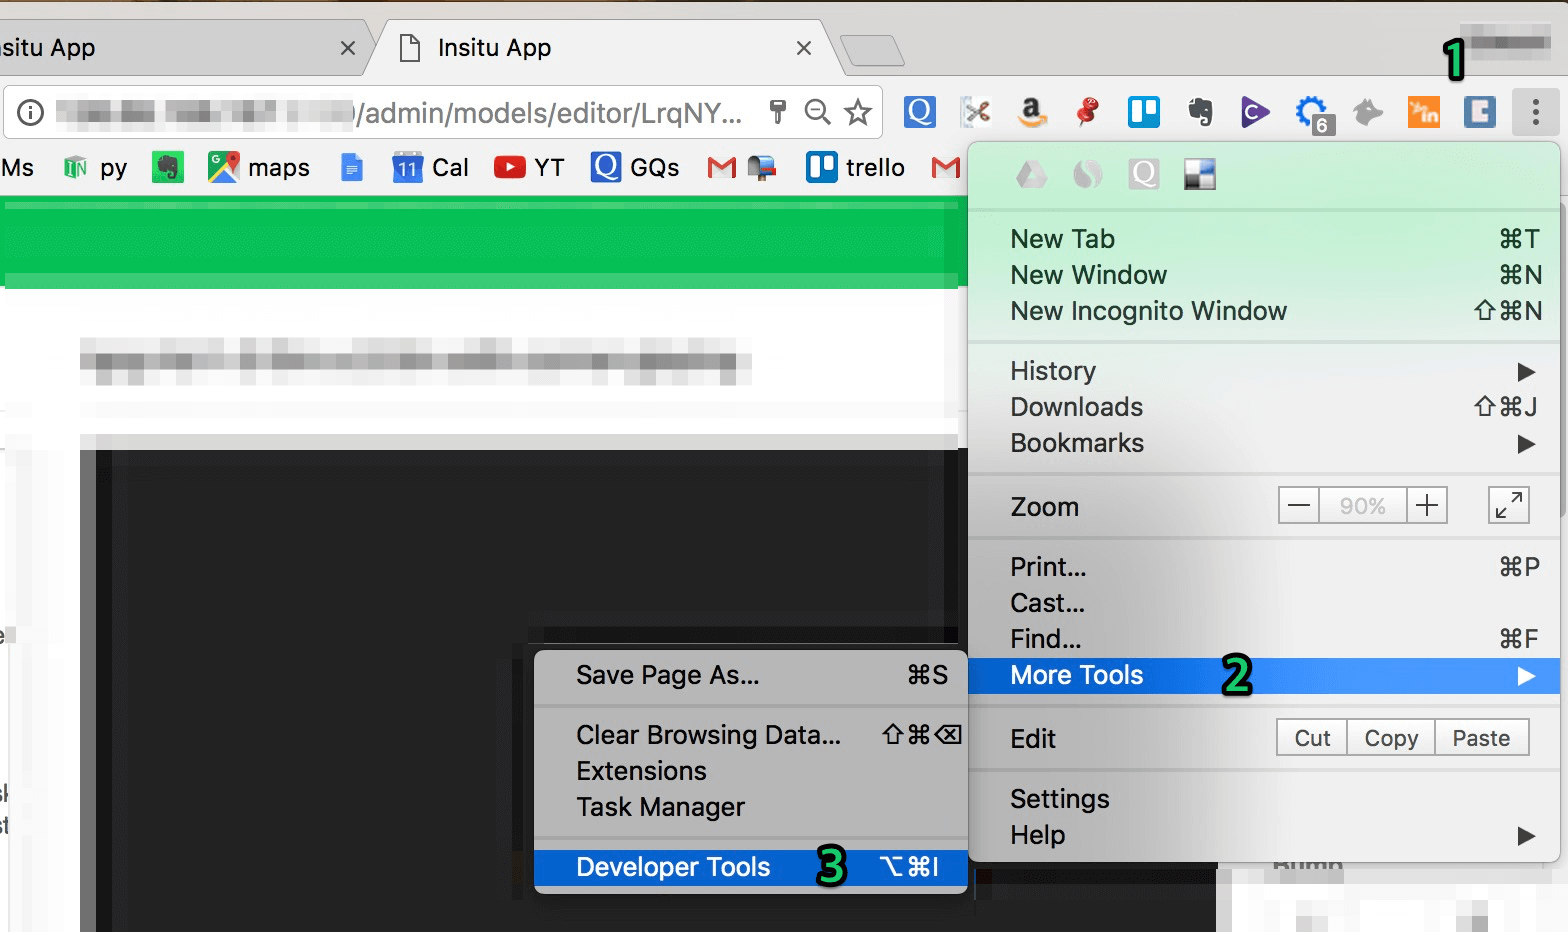 situ App
Insitu App
1
/admin/models/editor/LrqNY...
6
in
Ms py maps 11 Cal YT GQs trello
New Tab ⌘T
New Window ⌘N
New Incognito Window ⇧⌘N
History ▶
Downloads ⇧⌘J
Bookmarks ▶
Zoom — 90% +
Print... ⌘P
Cast...
Find... ⌘F
More Tools 2 ▶
Save Page As... ⌘S
Edit Cut Copy Paste
Clear Browsing Data... ⇧⌘⌫
Extensions
Task Manager
Settings
Help ▶
Developer Tools 3 ⌥⌘I